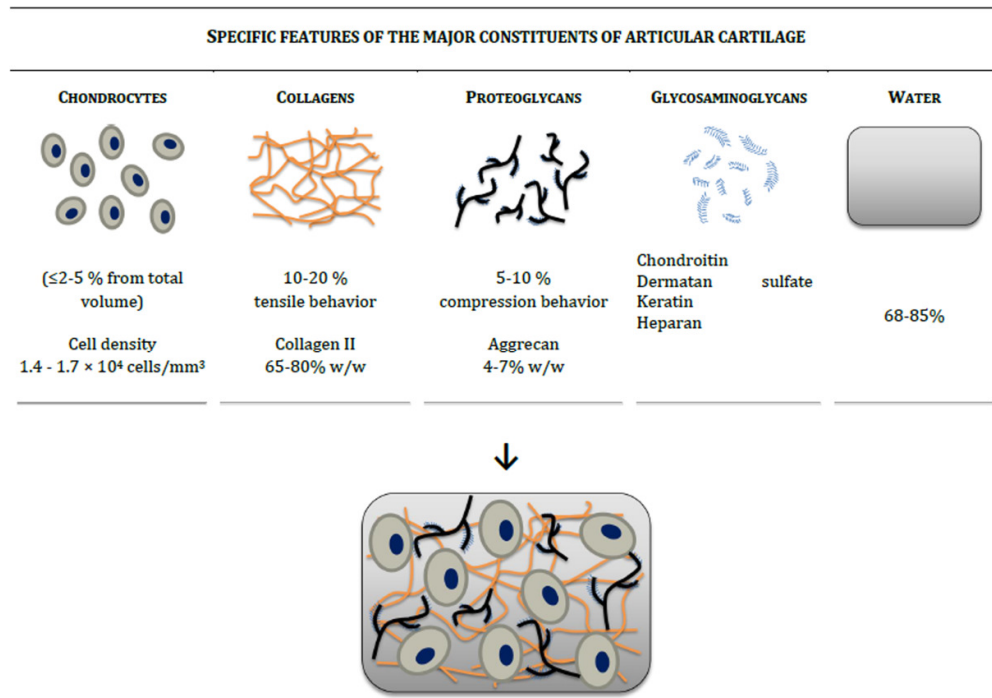 SPECIFIC FEATURES OF THE MAJOR CONSTITUENTS OF ARTICULAR CARTILAGE
CHONDROCYTES
(≤2-5 % from total
volume)
Cell density
1.4 - 1.7 × 10⁴ cells/mm³
COLLAGENS
10-20 %
tensile behavior
Collagen II
65-80% w/w
PROTEOGLYCANS
5-10 %
compression behavior
Aggrecan
4-7% w/w
GLYCOSAMINOGLYCANS
Chondroitin
Dermatan sulfate
Keratin
Heparan
WATER
68-85%